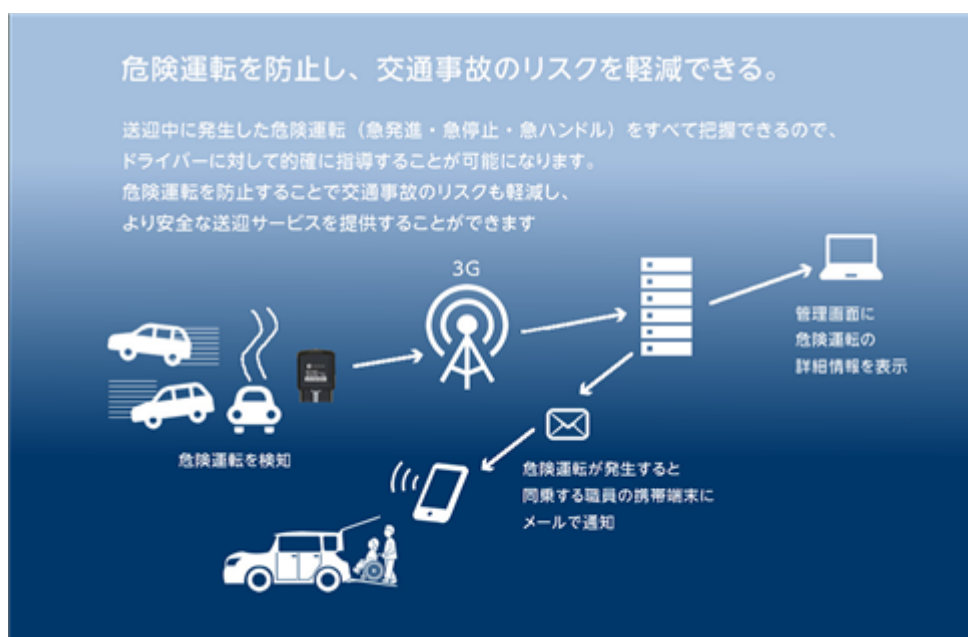 危険運転を防止し、交通事故のリスクを軽減できる。
送迎中に発生した危険運転（急発進・急停止・急ハンドル）をすべて把握できるので、
ドライバーに対して的確に指導することが可能になります。
危険運転を防止することで交通事故のリスクも軽減し、
より安全な送迎サービスを提供することができます
3G
管理画面に
危険運転の
詳細情報を表示
危険運転を検知
危険運転が発生すると
同乗する職員の携帯端末に
メールで通知